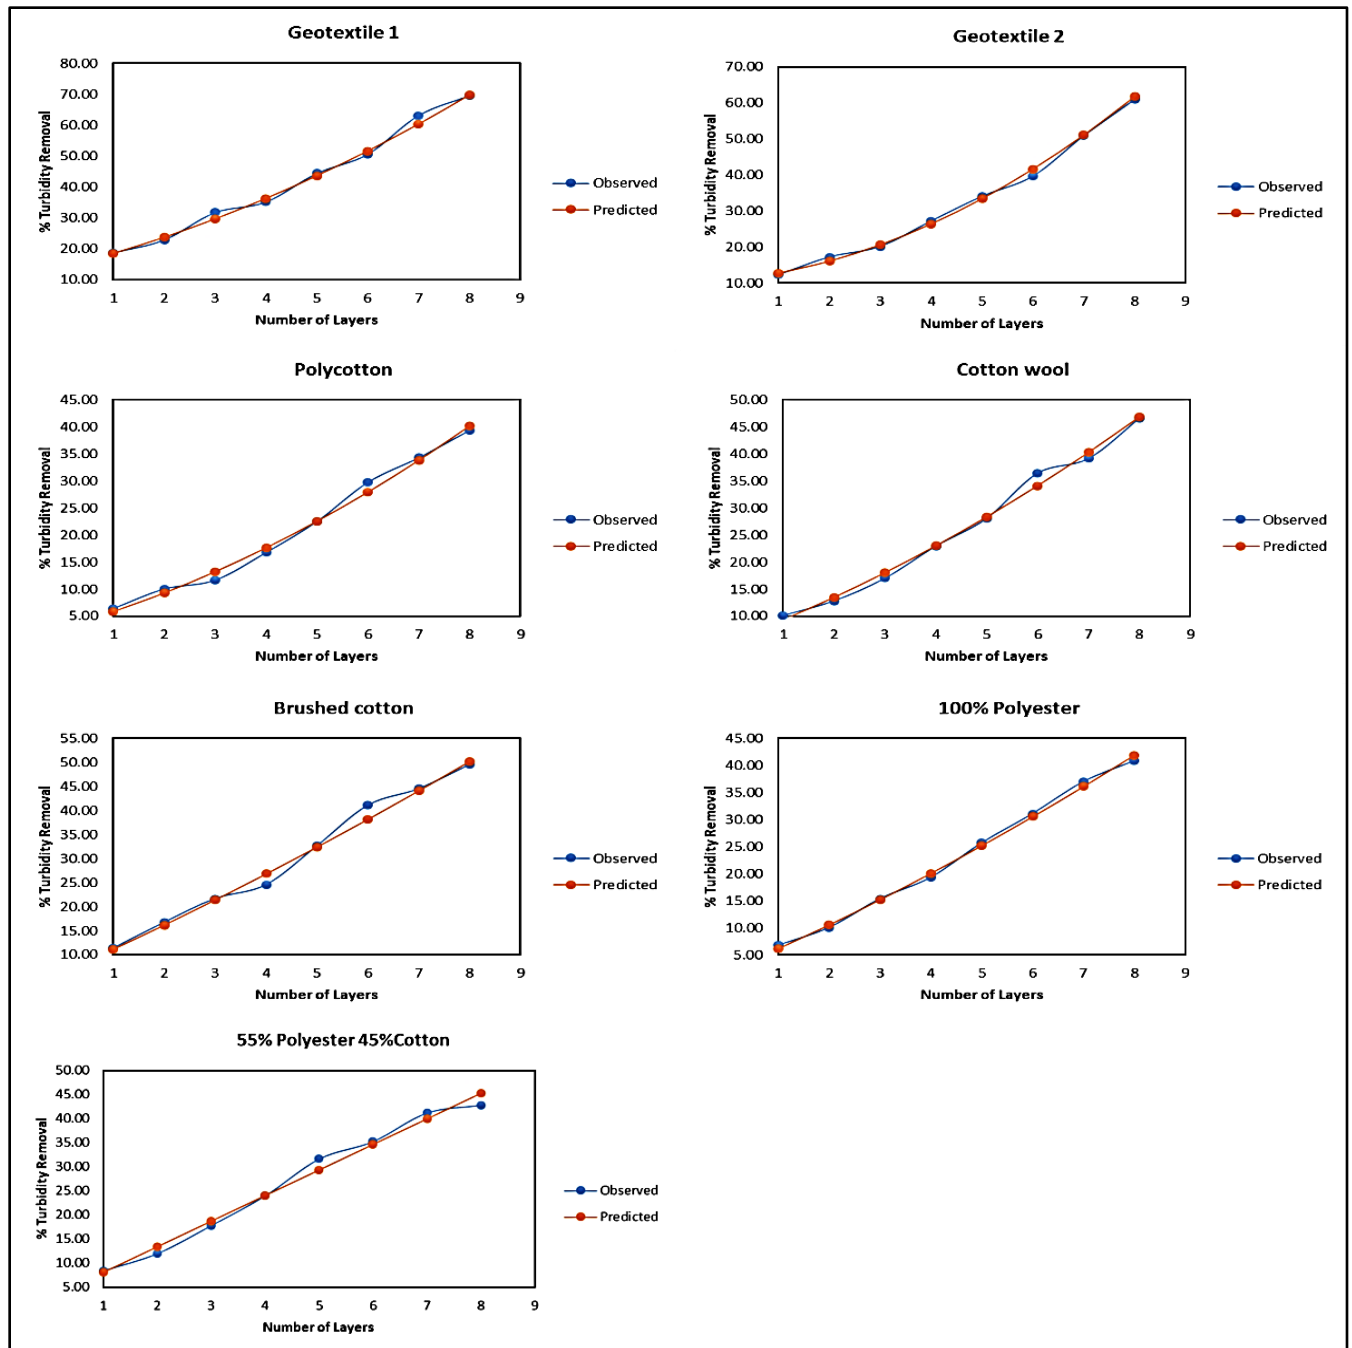 Geotextile 1
% Turbidity Removal
80.00
70.00
60.00
50.00
40.00
30.00
20.00
10.00
1 2 3 4 5 6 7 8 9
Number of Layers
Observed
Predicted
Geotextile 2
% Turbidity Removal
70.00
60.00
50.00
40.00
30.00
20.00
10.00
1 2 3 4 5 6 7 8 9
Number of Layers
Observed
Predicted
Polycotton
% Turbidity Removal
45.00
40.00
35.00
30.00
25.00
20.00
15.00
10.00
5.00
1 2 3 4 5 6 7 8 9
Number of Layers
Observed
Predicted
Cotton wool
% Turbidity Removal
50.00
45.00
40.00
35.00
30.00
25.00
20.00
15.00
10.00
1 2 3 4 5 6 7 8 9
Number of Layers
Observed
Predicted
Brushed cotton
% Turbidity Removal
55.00
50.00
45.00
40.00
35.00
30.00
25.00
20.00
15.00
10.00
1 2 3 4 5 6 7 8 9
Number of Layers
Observed
Predicted
100% Polyester
% Turbidity Removal
45.00
40.00
35.00
30.00
25.00
20.00
15.00
10.00
5.00
1 2 3 4 5 6 7 8 9
Number of Layers
Observed
Predicted
55% Polyester 45%Cotton
% Turbidity Removal
50.00
45.00
40.00
35.00
30.00
25.00
20.00
15.00
10.00
5.00
1 2 3 4 5 6 7 8 9
Number of Layers
Observed
Predicted